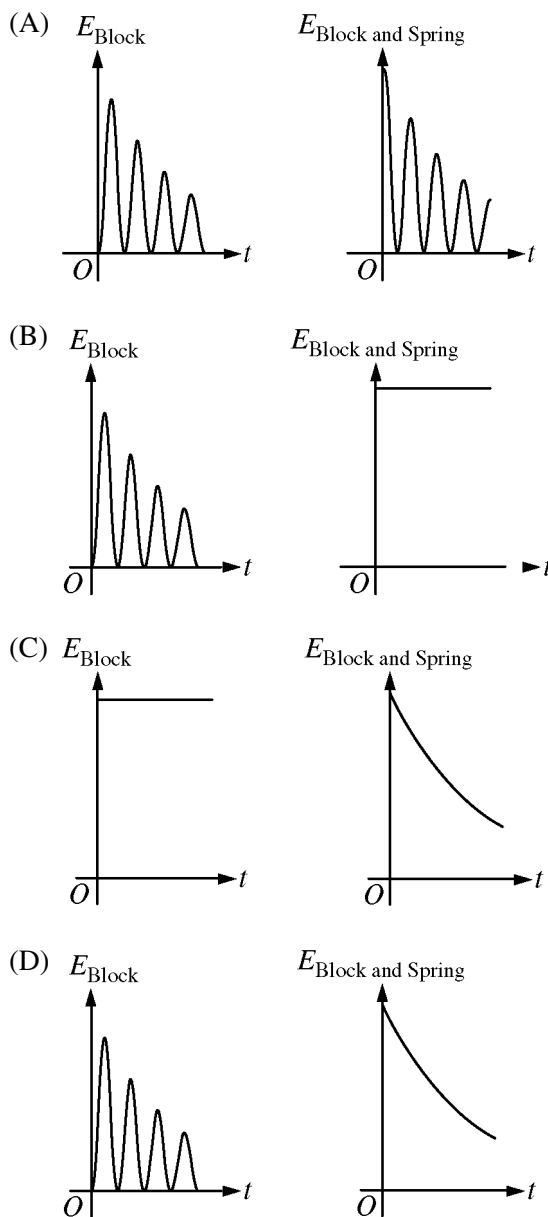 (A) E_Block E_Block and Spring
O t O t
(B) E_Block E_Block and Spring
O t O t
(C) E_Block E_Block and Spring
O t O t
(D) E_Block E_Block and Spring
O t O t